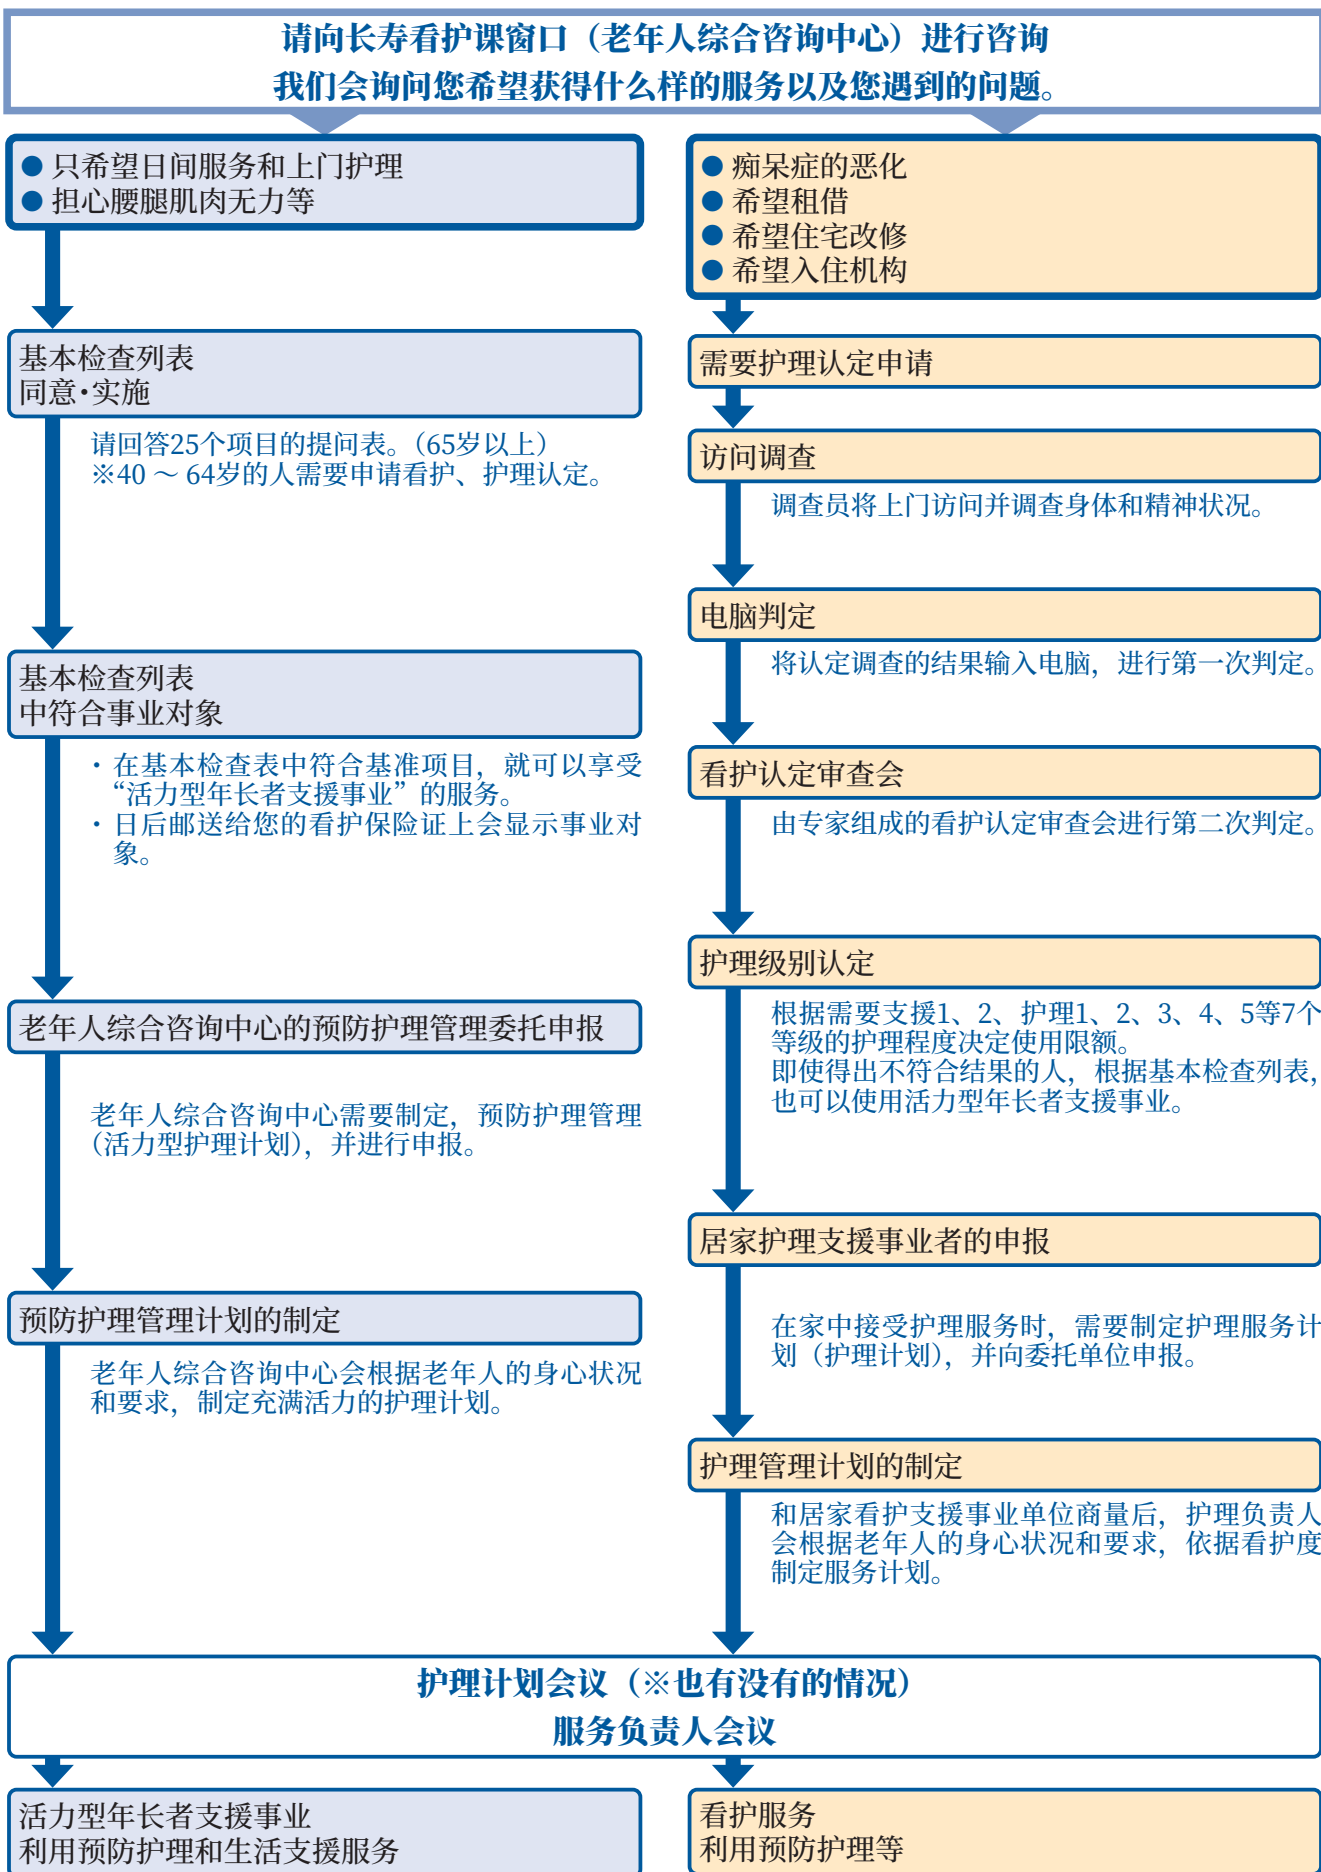 请向长寿看护课窗口（老年人综合咨询中心）进行咨询
我们会询问您希望获得什么样的服务以及您遇到的问题。
● 只希望日间服务和上门护理
● 担心腰腿肌肉无力等
基本检查列表
同意・实施
请回答25个项目的提问表。（65岁以上）
※40 ～ 64岁的人需要申请看护、护理认定。
基本检查列表
中符合事业对象
・在基本检查表中符合基准项目，就可以享受
“活力型年长者支援事业”的服务。
・日后邮送给您的看护保险证上会显示事业对
象。
老年人综合咨询中心的预防护理管理委托申报
老年人综合咨询中心需要制定，预防护理管理
（活力型护理计划），并进行申报。
预防护理管理计划的制定
老年人综合咨询中心会根据老年人的身心状况
和要求，制定充满活力的护理计划。
● 痴呆症的恶化
● 希望租借
● 希望住宅改修
● 希望入住机构
需要护理认定申请
访问调查
调查员将上门访问并调查身体和精神状况。
电脑判定
将认定调查的结果输入电脑，进行第一次判定。
看护认定审查会
由专家组成的看护认定审查会进行第二次判定。
护理级别认定
根据需要支援1、2、护理1、2、3、4、5等7个
等级的护理程度决定使用限额。
即使得出不符合结果的人，根据基本检查列表，
也可以使用活力型年长者支援事业。
居家护理支援事业者的申报
在家中接受护理服务时，需要制定护理服务计
划（护理计划），并向委托单位申报。
护理管理计划的制定
和居家看护支援事业单位商量后，护理负责人
会根据老年人的身心状况和要求，依据看护度
制定服务计划。
护理计划会议（※也有没有的情况）
服务负责人会议
活力型年长者支援事业
利用预防护理和生活支援服务
看护服务
利用预防护理等